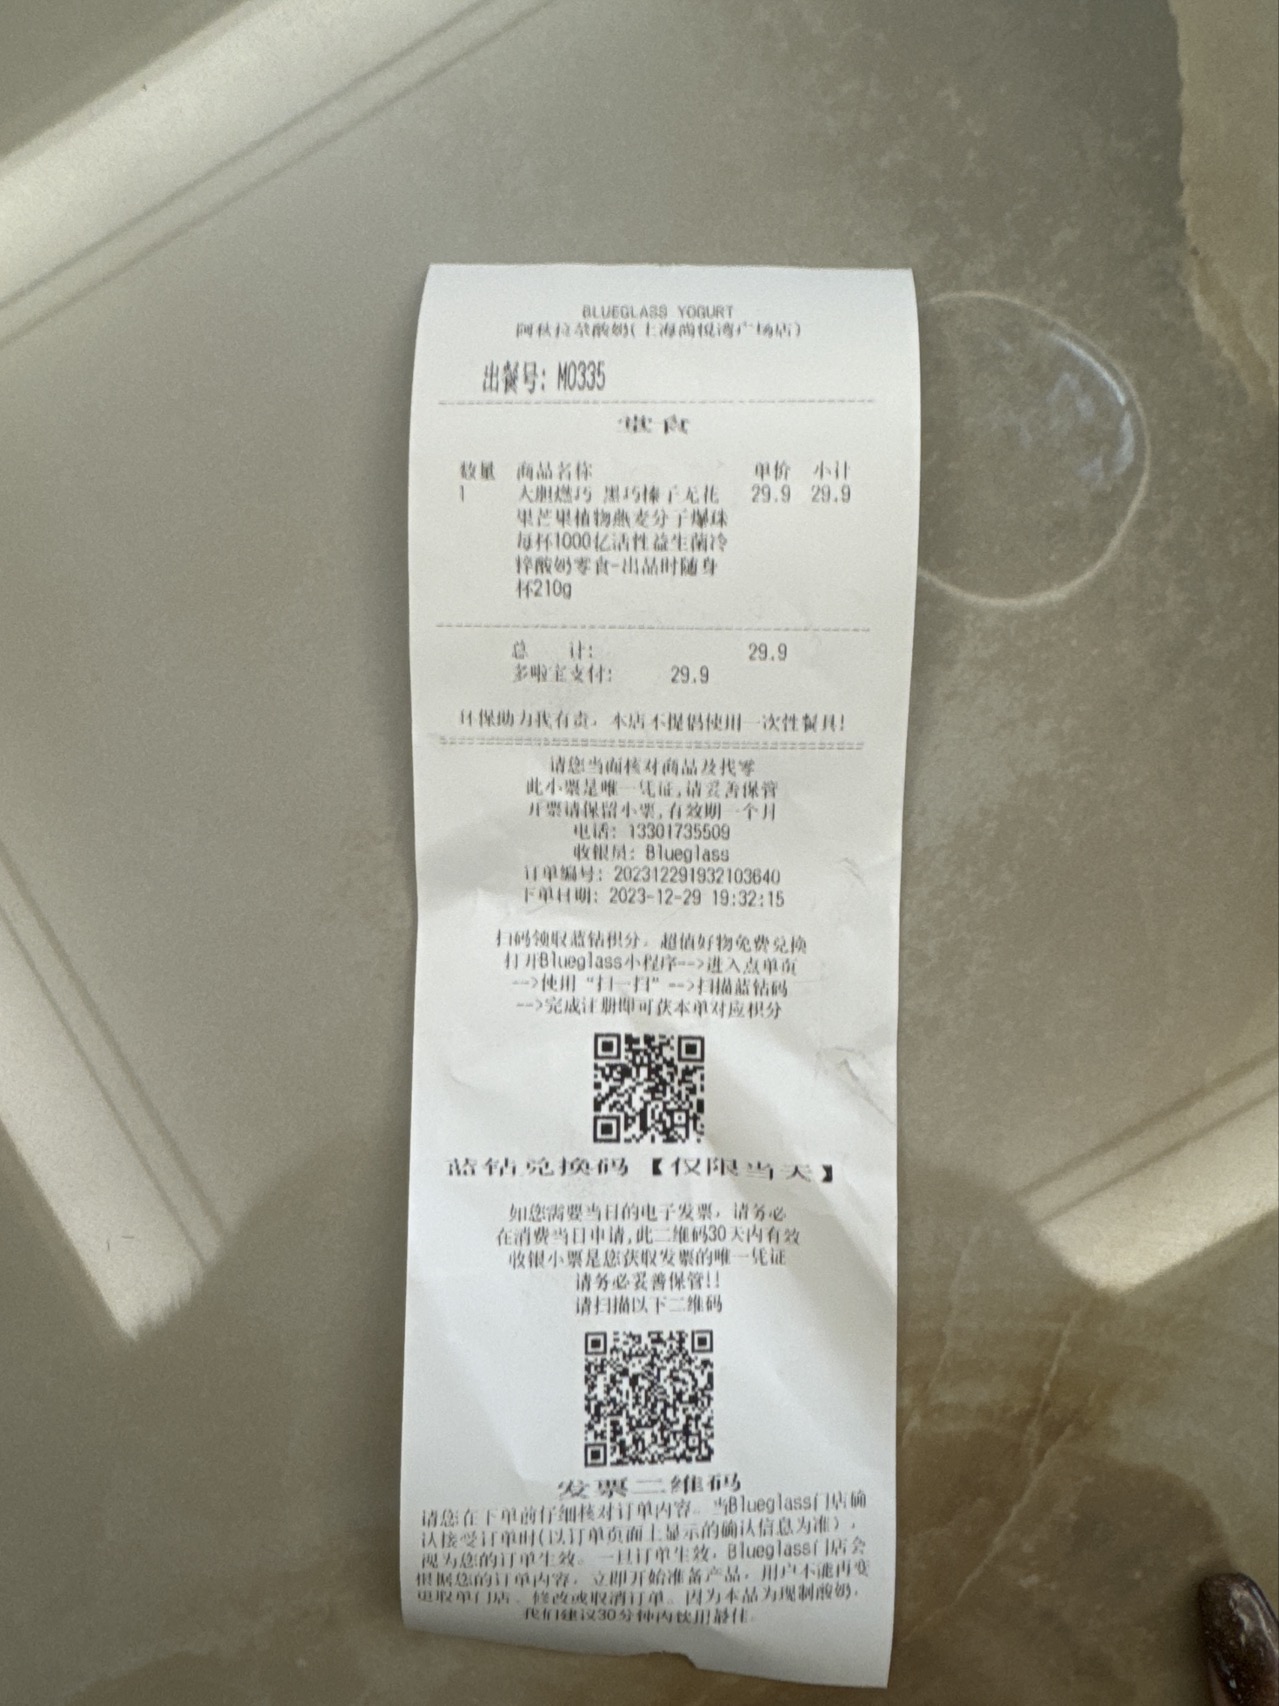 BLUEGLASS YOGURT
阿秋拉尕酸奶(上海尚悦湾广场店)
出餐号: M0335
堂食
数量 商品名称 单价 小计
1 大胆燃巧 黑巧榛子无花 29.9 29.9
果芒果植物燕麦分子爆珠
每杯1000亿活性益生菌冷
榨酸奶零食-出品时随身
杯210g
总 计: 29.9
多啦宝支付: 29.9
环保助力我有责，本店不提倡使用一次性餐具!
请您当面核对商品及找零
此小票是唯一凭证,请妥善保管
开票请保留小票,有效期一个月
电话: 13301735509
收银员: Blueglass
订单编号: 202312291932103640
下单日期: 2023-12-29 19:32:15
扫码领取蓝钻积分，超值好物免费兑换
打开Blueglass小程序-->进入点单页
-->使用“扫一扫”-->扫描蓝钻码
-->完成注册即可获本单对应积分
蓝钻兑换码【仅限当天】
如您需要当日的电子发票，请务必
在消费当日申请,此二维码30天内有效
收银小票是您获取发票的唯一凭证
请务必妥善保管!!
请扫描以下二维码
发票二维码
请您在下单前仔细核对订单内容。当Blueglass门店确
认接受订单时(以订单页面上显示的确认信息为准)，
视为您的订单生效。一旦订单生效，Blueglass门店会
根据您的订单内容，立即开始准备产品，用户不能再变
更取单门店、修改或取消订单。因为本品为现制酸奶，
我们建议30分钟内饮用最佳。